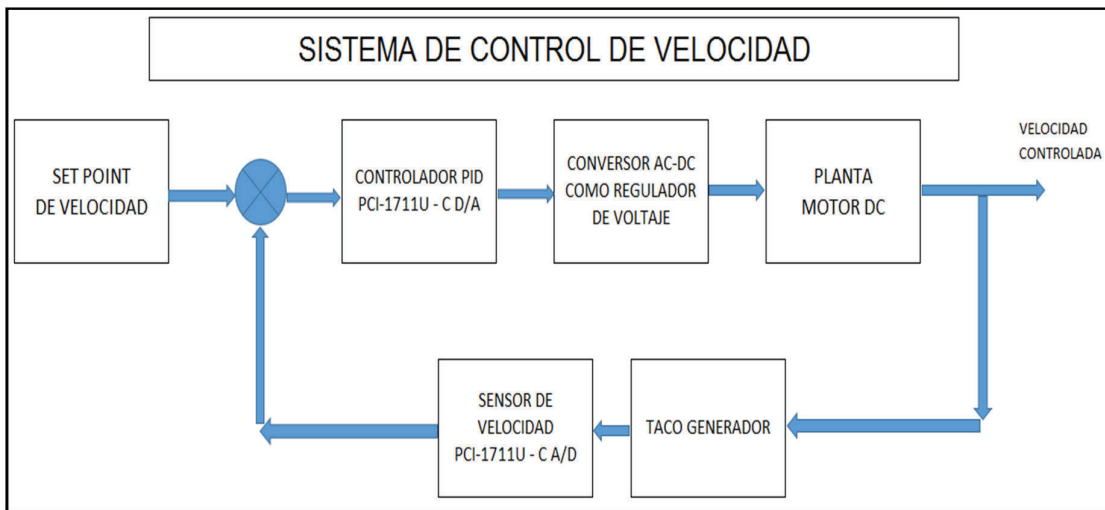 SISTEMA DE CONTROL DE VELOCIDAD
SET POINT
DE VELOCIDAD
CONTROLADOR PID
PCI-1711U - C D/A
CONVERSOR AC-DC
COMO REGULADOR
DE VOLTAJE
PLANTA
MOTOR DC
VELOCIDAD
CONTROLADA
SENSOR DE
VELOCIDAD
PCI-1711U - C A/D
TACO GENERADOR